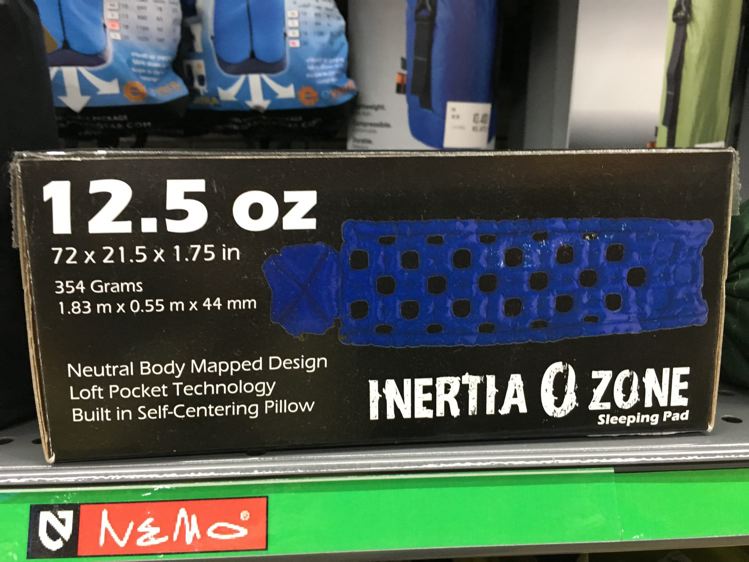 12.5 oz
72 x 21.5 x 1.75 in
354 Grams
1.83 m x 0.55 m x 44 mm
Neutral Body Mapped Design
Loft Pocket Technology
Built in Self-Centering Pillow
INERTIA O ZONE
Sleeping Pad
NEMO